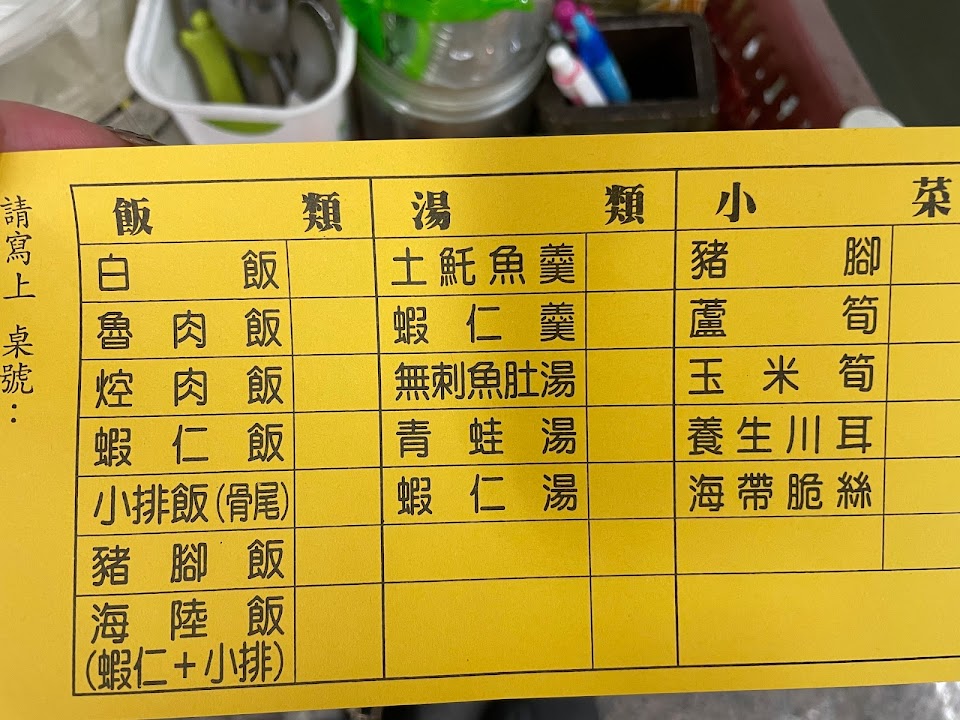 請寫上 桌號：
飯類
白飯
魯肉飯
焢肉飯
蝦仁飯
小排飯(骨尾)
豬腳飯
海陸飯
(蝦仁+小排)
湯類
土魠魚羹
蝦仁羹
無刺魚肚湯
青蛙湯
蝦仁湯
小菜
豬腳
蘆筍
玉米筍
養生川耳
海帶脆絲